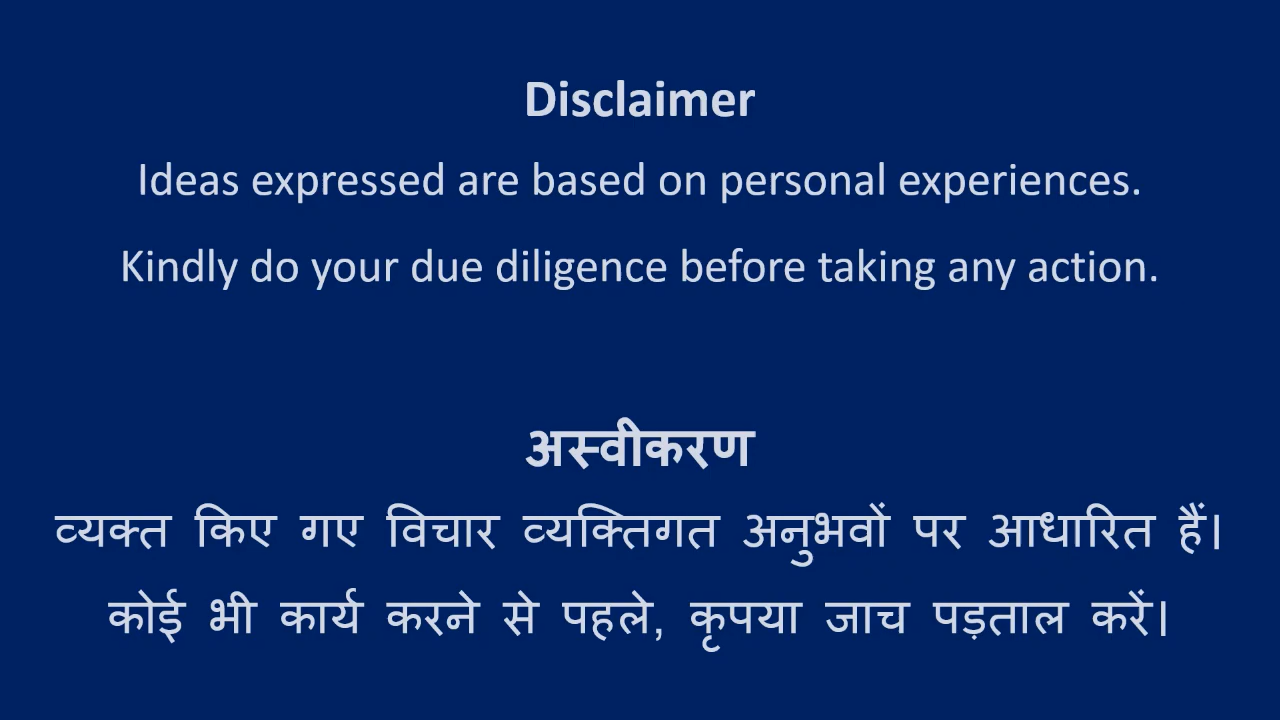 Disclaimer
Ideas expressed are based on personal experiences.
Kindly do your due diligence before taking any action.
अस्वीकरण
व्यक्त किए गए विचार व्यक्तिगत अनुभवों पर आधारित हैं।
कोई भी कार्य करने से पहले, कृपया जाच पड़ताल करें।